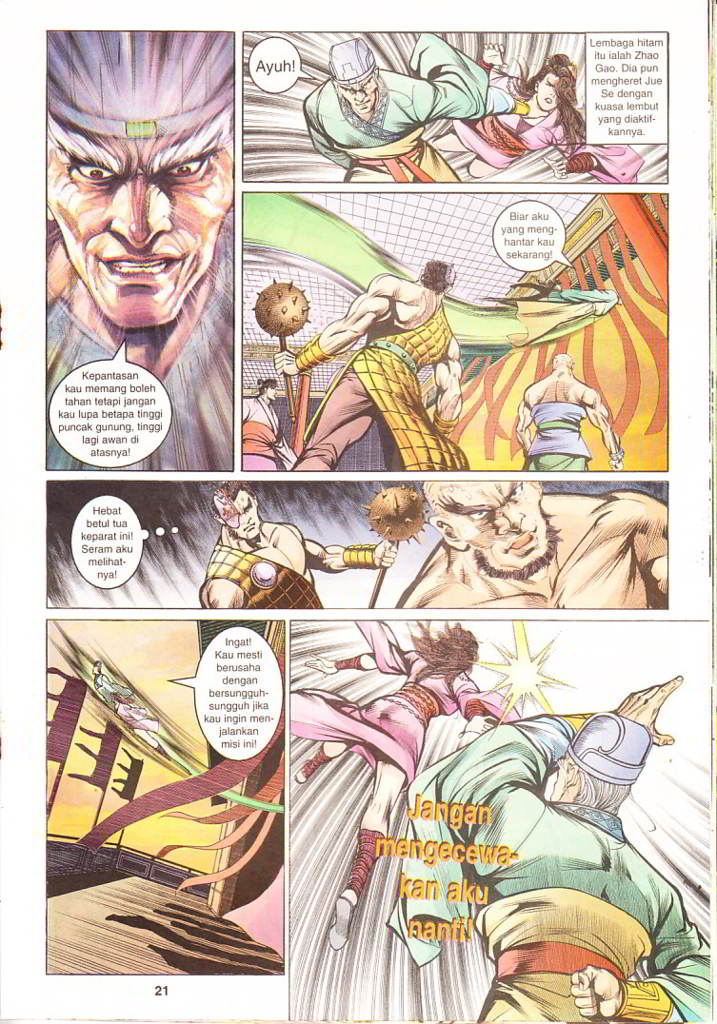 Kepantasan
kau memang boleh
tahan tetapi jangan
kau lupa betapa tinggi
puncak gunung, tinggi
lagi awan di
atasnya!
Ayuh!
Lembaga hitam
itu ialah Zhao
Gao. Dia pun
mengheret Jue
Se dengan
kuasa lembut
yang diaktif-
kannya.
Biar aku
yang meng-
hantar kau
sekarang!
Hebat
betul tua
keparat ini!
Seram aku
melihat-
nya!
Ingat!
Kau mesti
berusaha
dengan
bersungguh-
sungguh jika
kau ingin men-
jalankan
misi ini!
Jangan
mengecewa-
kan aku
nanti!
21